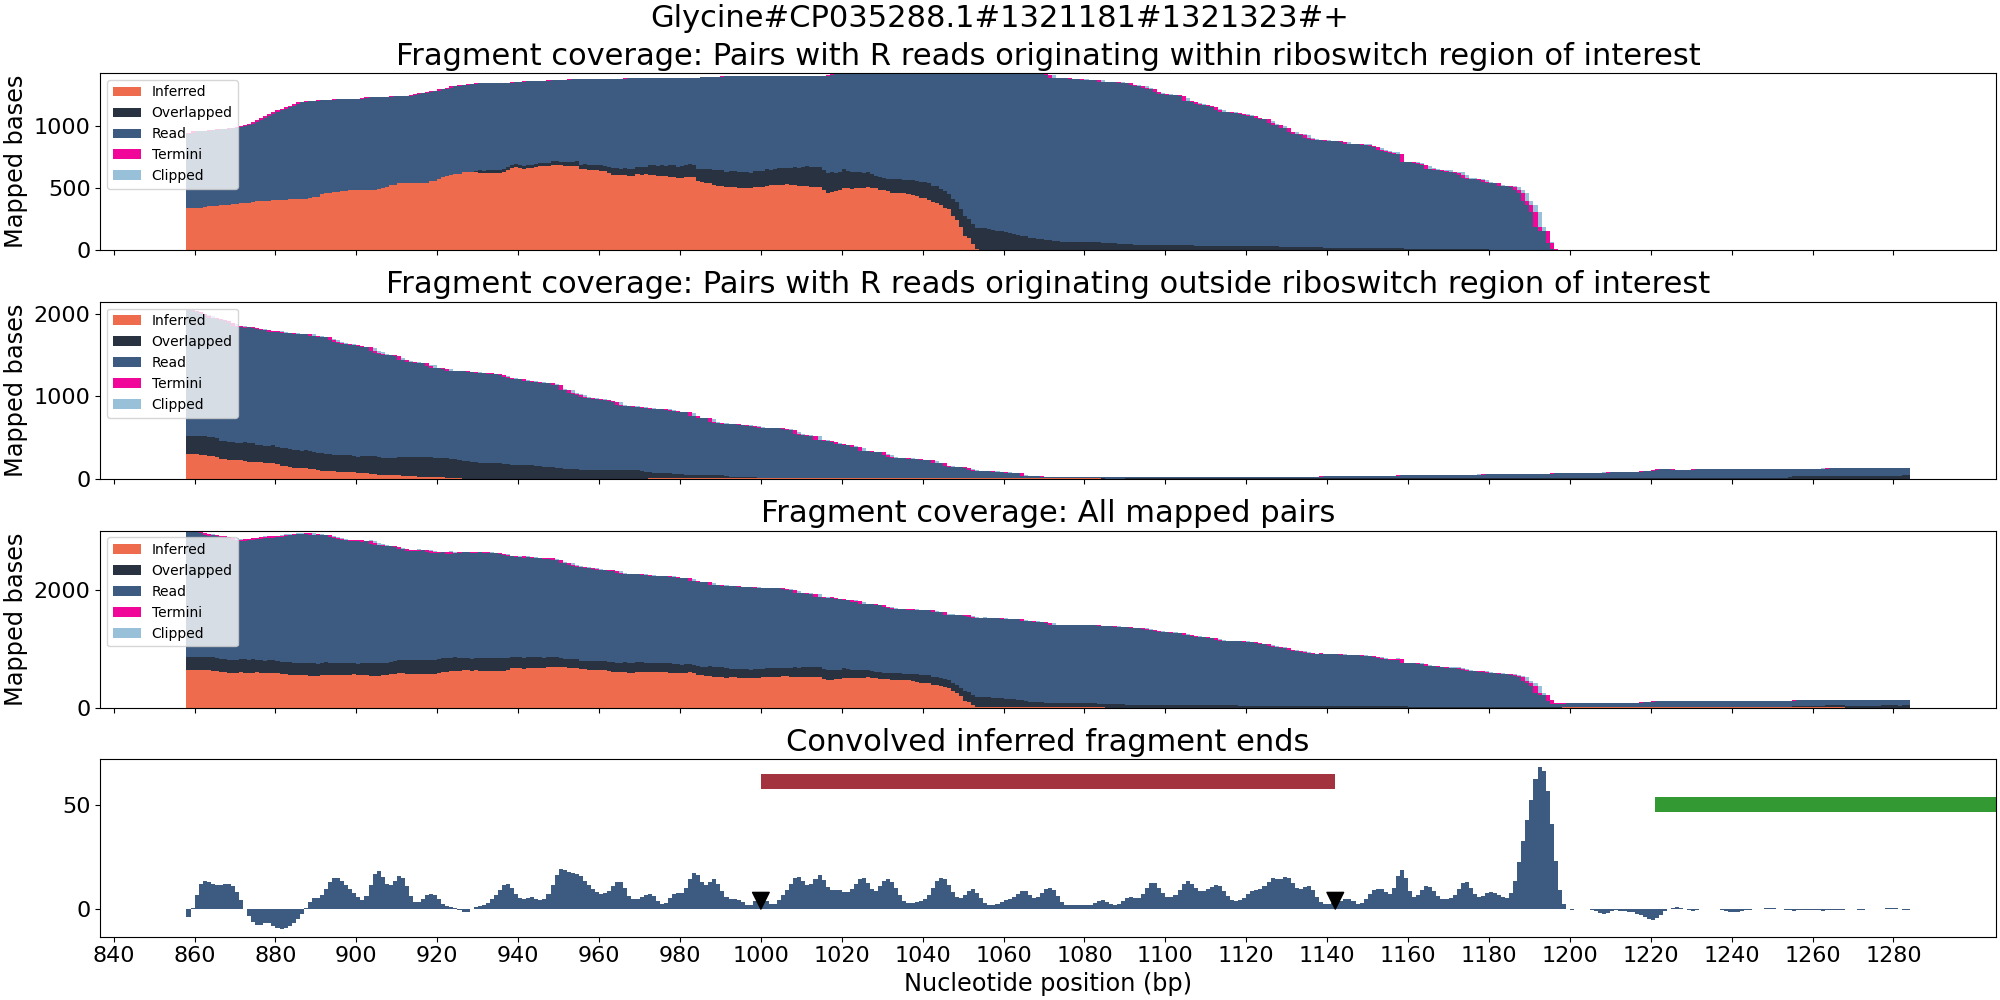 Glycine#CP035288.1#1321181#1321323#+
Fragment coverage: Pairs with R reads originating within riboswitch region of interest
Mapped bases
1000
500
0
Inferred
Overlapped
Read
Termini
Clipped
Fragment coverage: Pairs with R reads originating outside riboswitch region of interest
Mapped bases
2000
1000
0
Inferred
Overlapped
Read
Termini
Clipped
Fragment coverage: All mapped pairs
Mapped bases
2000
0
Inferred
Overlapped
Read
Termini
Clipped
Convolved inferred fragment ends
50
0
840 860 880 900 920 940 960 980 1000 1020 1040 1060 1080 1100 1120 1140 1160 1180 1200 1220 1240 1260 1280
Nucleotide position (bp)